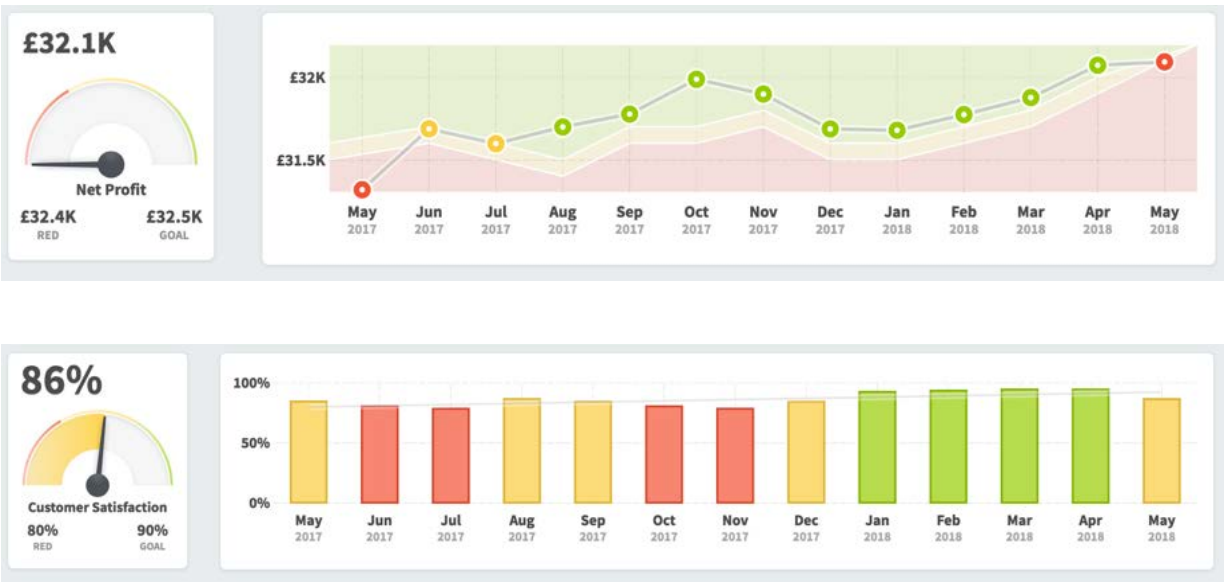 £32.1K
Net Profit
£32.4K £32.5K
RED GOAL
£32K
£31.5K
May Jun Jul Aug Sep Oct Nov Dec Jan Feb Mar Apr May
2017 2017 2017 2017 2017 2017 2017 2017 2018 2018 2018 2018 2018
86%
Customer Satisfaction
80% 90%
RED GOAL
100%
50%
0%
May Jun Jul Aug Sep Oct Nov Dec Jan Feb Mar Apr May
2017 2017 2017 2017 2017 2017 2017 2017 2018 2018 2018 2018 2018